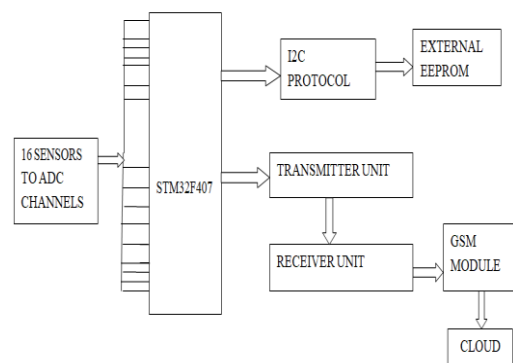 16 SENSORS
TO ADC
CHANNELS
STM32F407
I2C
PROTOCOL
EXTERNAL
EEPROM
TRANSMITTER UNIT
RECEIVER UNIT
GSM
MODULE
CLOUD